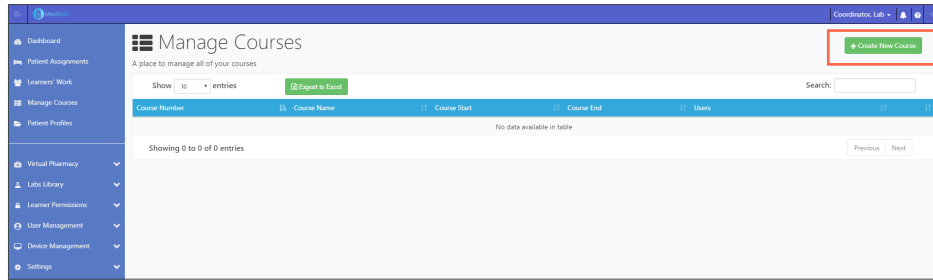 Coordinator, Lab
Dashboard
Patient Assignments
Learners' Work
Manage Courses
Patient Profiles
Virtual Pharmacy
Labs Library
Learner Permissions
User Management
Device Management
Settings
Manage Courses
+ Create New Course
A place to manage all of your courses
Show 10 entries
Export to Excel
Search:
Course Number Course Name Course Start Course End Users
No data available in table
Showing 0 to 0 of 0 entries
Previous Next